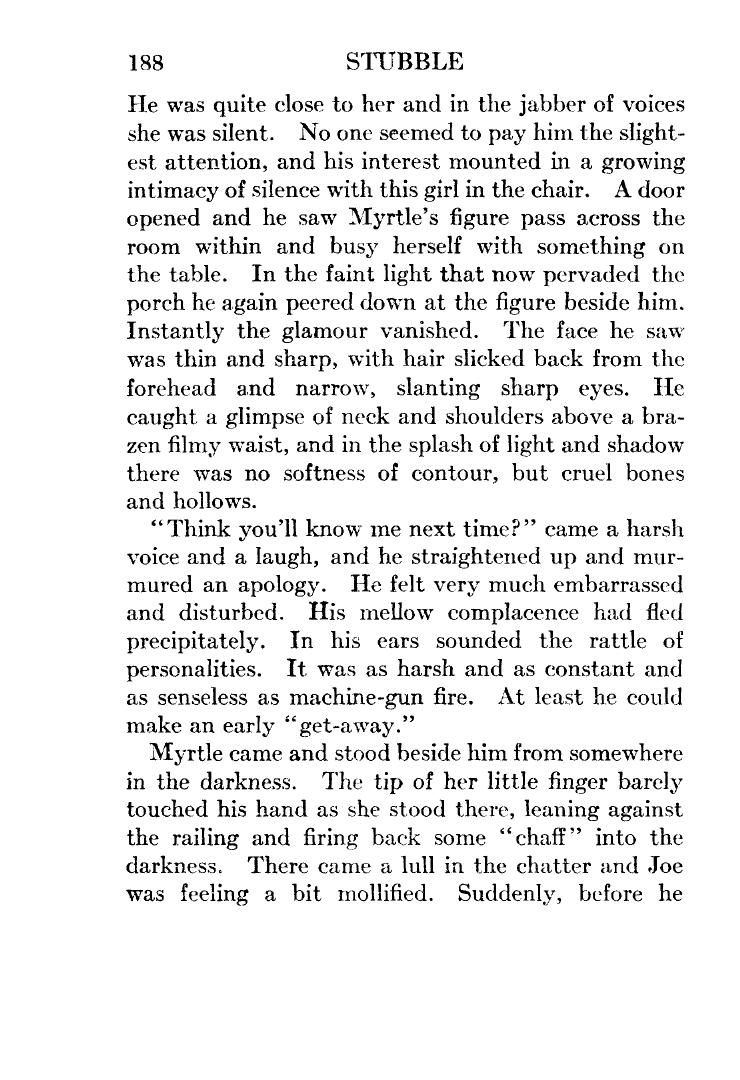 188 STUBBLE
He was quite close to her and in the jabber of voices
she was silent. No one seemed to pay him the slight-
est attention, and his interest mounted in a growing
intimacy of silence with this girl in the chair. A door
opened and he saw Myrtle's figure pass across the
room within and busy herself with something on
the table. In the faint light that now pervaded the
porch he again peered down at the figure beside him.
Instantly the glamour vanished. The face he saw
was thin and sharp, with hair slicked back from the
forehead and narrow, slanting sharp eyes. He
caught a glimpse of neck and shoulders above a bra-
zen filmy waist, and in the splash of light and shadow
there was no softness of contour, but cruel bones
and hollows.
"Think you'll know me next time?" came a harsh
voice and a laugh, and he straightened up and mur-
mured an apology. He felt very much embarrassed
and disturbed. His mellow complacence had fled
precipitately. In his ears sounded the rattle of
personalities. It was as harsh and as constant and
as senseless as machine-gun fire. At least he could
make an early "get-away."
Myrtle came and stood beside him from somewhere
in the darkness. The tip of her little finger barely
touched his hand as she stood there, leaning against
the railing and firing back some "chaff" into the
darkness. There came a lull in the chatter and Joe
was feeling a bit mollified. Suddenly, before he